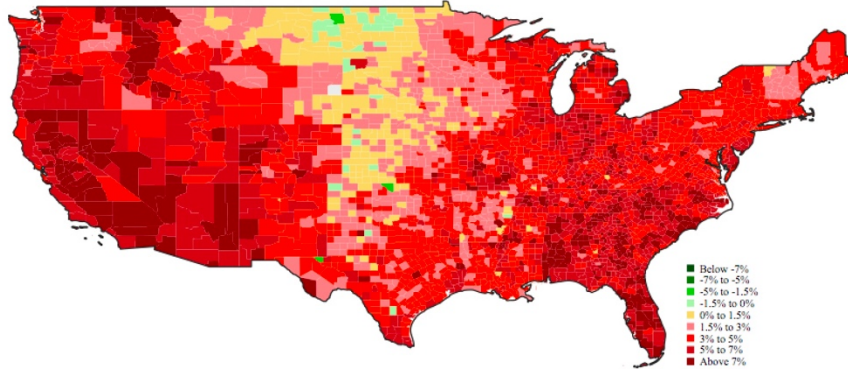 Below -7%
-7% to -5%
-5% to -1.5%
-1.5% to 0%
0% to 1.5%
1.5% to 3%
3% to 5%
5% to 7%
Above 7%